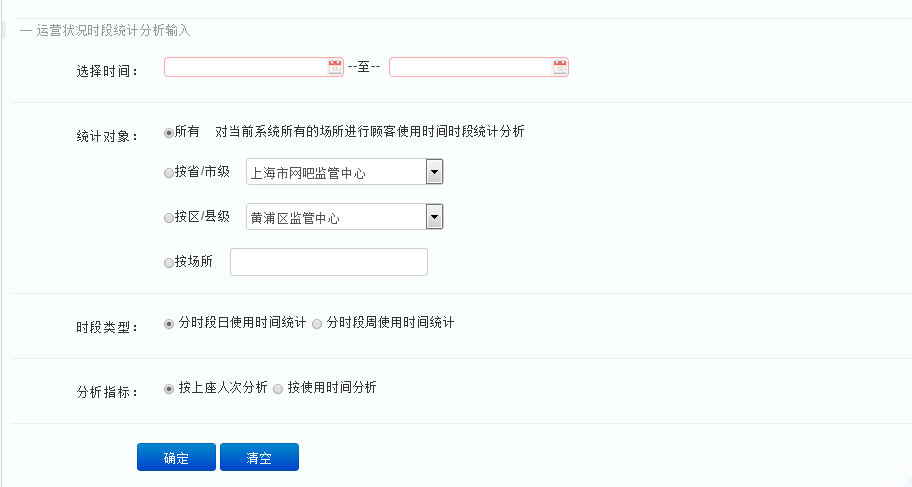 — 运营状况时段统计分析输入
选择时间： --至--
统计对象： 所有 对当前系统所有的场所进行顾客使用时间时段统计分析
按省/市级 上海市网吧监管中心
按区/县级 黄浦区监管中心
按场所
时段类型： 分时段日使用时间统计 分时段周使用时间统计
分析指标： 按上座人次分析 按使用时间分析
确定 清空